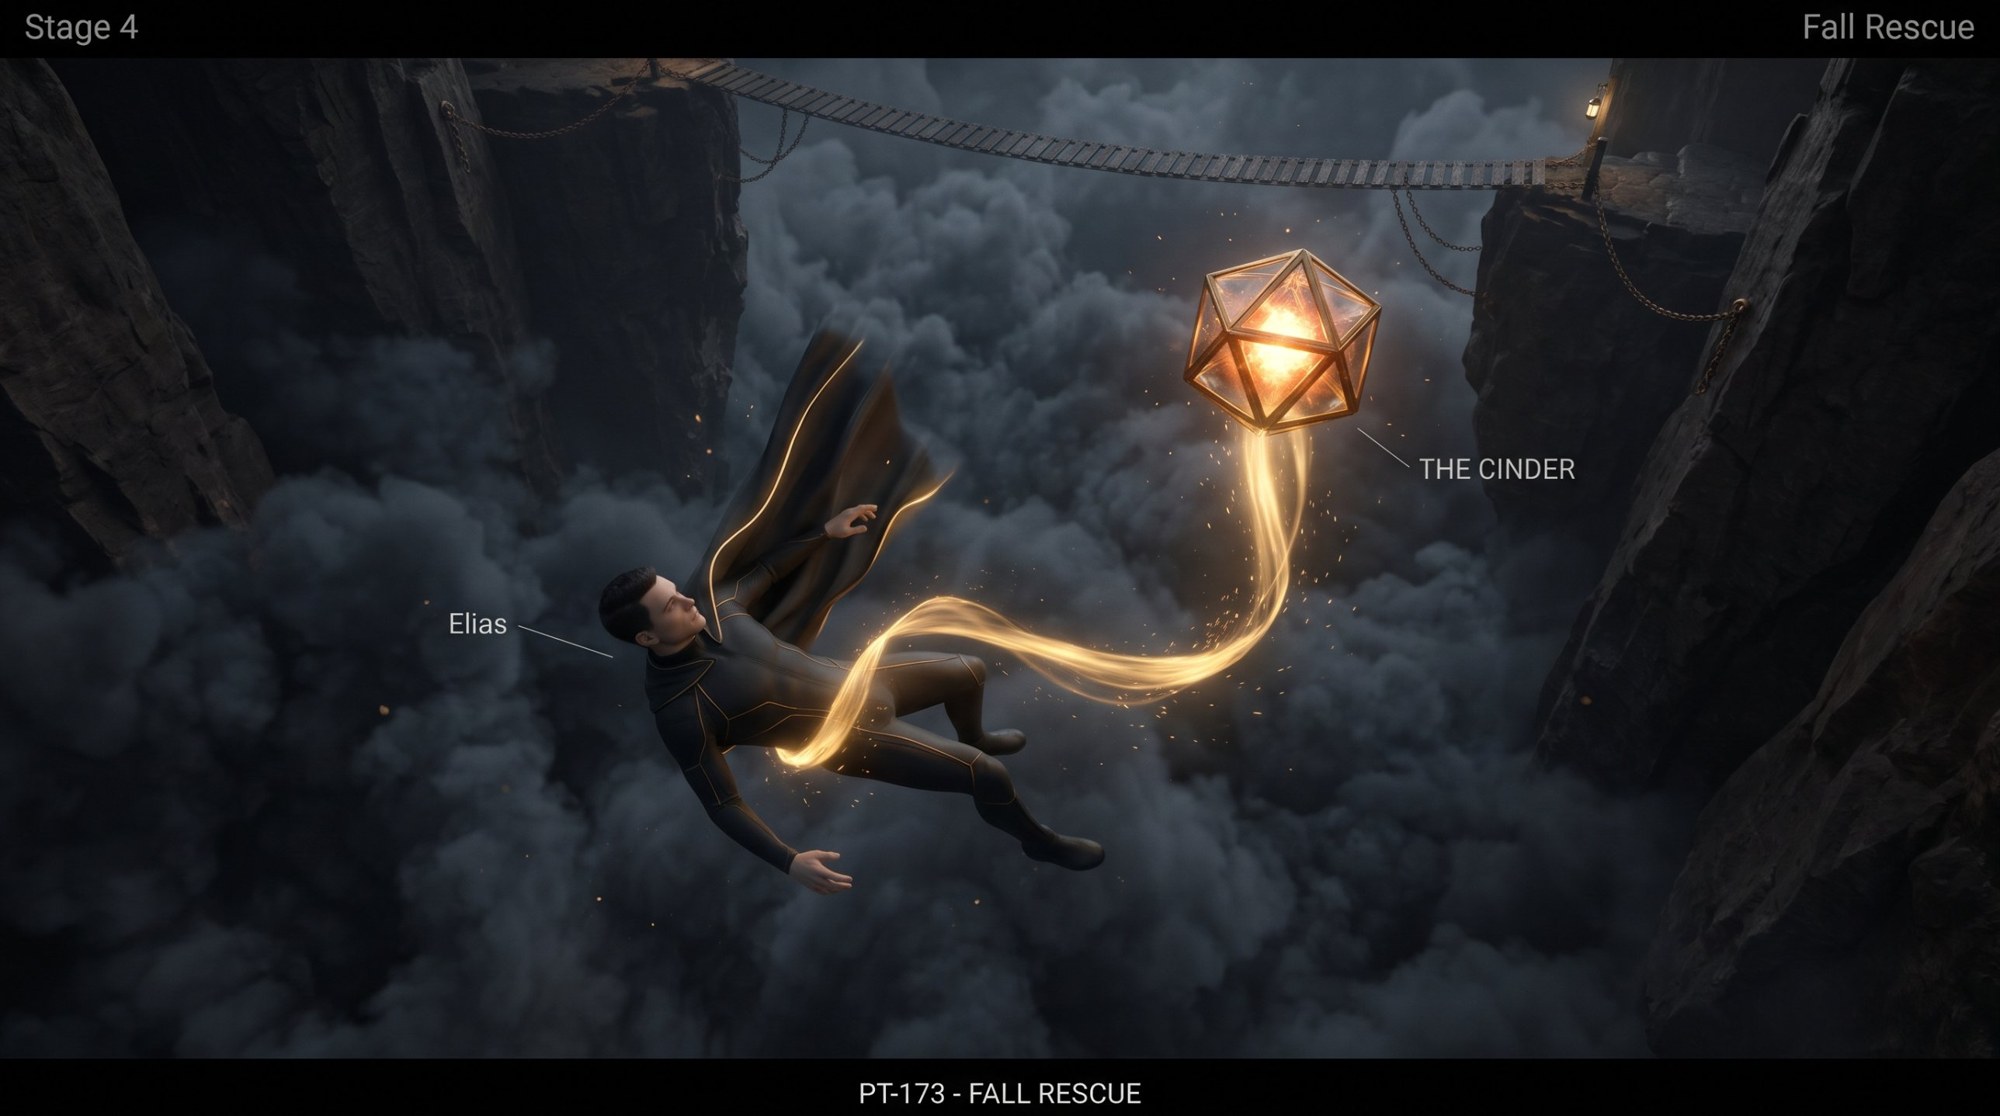 Stage 4
Fall Rescue
THE CINDER
Elias
PT-173 - FALL RESCUE